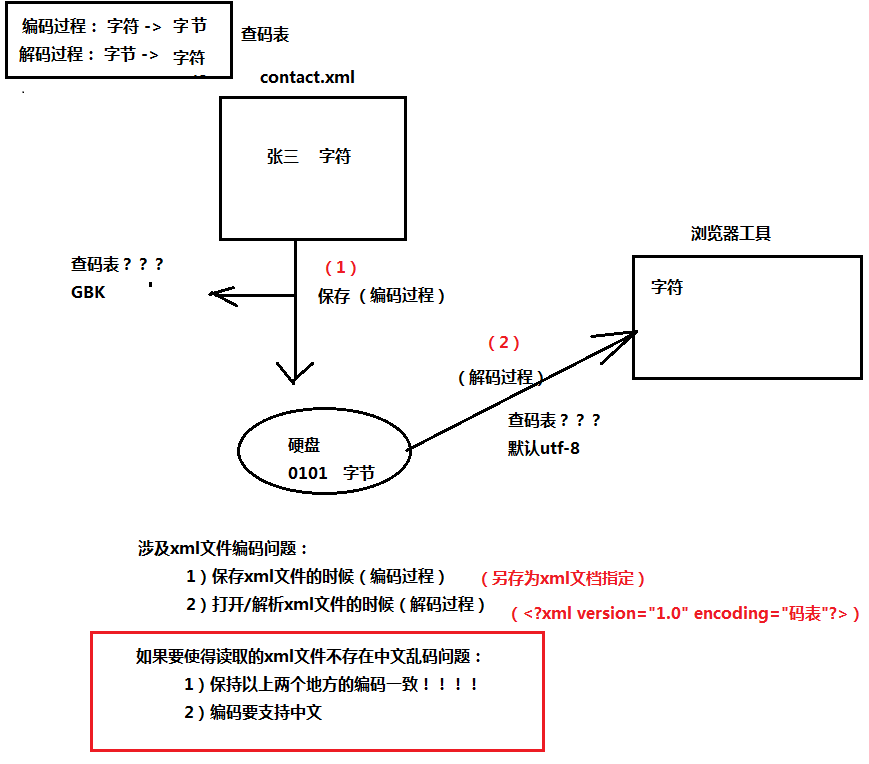 编码过程： 字符 -> 字节
解码过程： 字节 -> 字符
查码表
contact.xml
张三 字符
浏览器工具
字符
查码表？？？
GBK
（1）
保存 （编码过程）
（2）
（解码过程）
查码表？？？
默认utf-8
硬盘
0101 字节
涉及xml文件编码问题：
1）保存xml文件的时候（编码过程） （另存为xml文档指定）
2）打开/解析xml文件的时候（解码过程） （<?xml version="1.0" encoding="码表"?>）
如果要使得读取的xml文件不存在中文乱码问题：
1）保持以上两个地方的编码一致！！！！
2）编码要支持中文